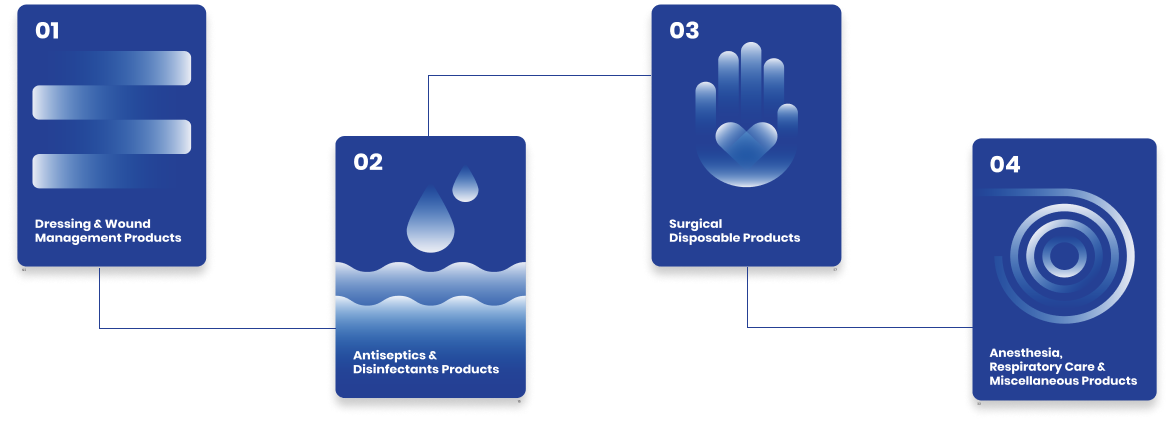 01
Dressing & Wound
Management Products
02
Antiseptics &
Disinfectants Products
03
Surgical
Disposable Products
04
Anesthesia,
Respiratory Care &
Miscellaneous Products